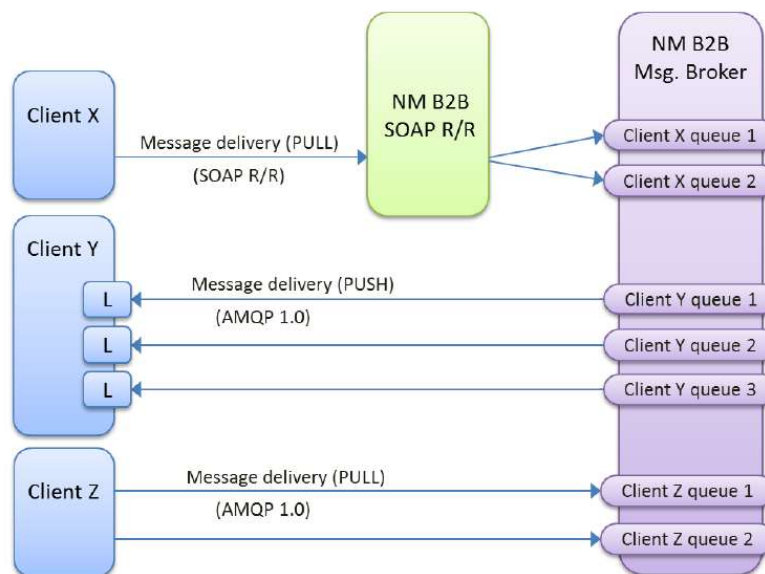 NM B2B
Msg. Broker
Client X
NM B2B
SOAP R/R
Message delivery (PULL)
(SOAP R/R)
Client X queue 1
Client X queue 2
Client Y
Message delivery (PUSH)
(AMQP 1.0)
L
L
L
Client Y queue 1
Client Y queue 2
Client Y queue 3
Client Z
Message delivery (PULL)
(AMQP 1.0)
Client Z queue 1
Client Z queue 2